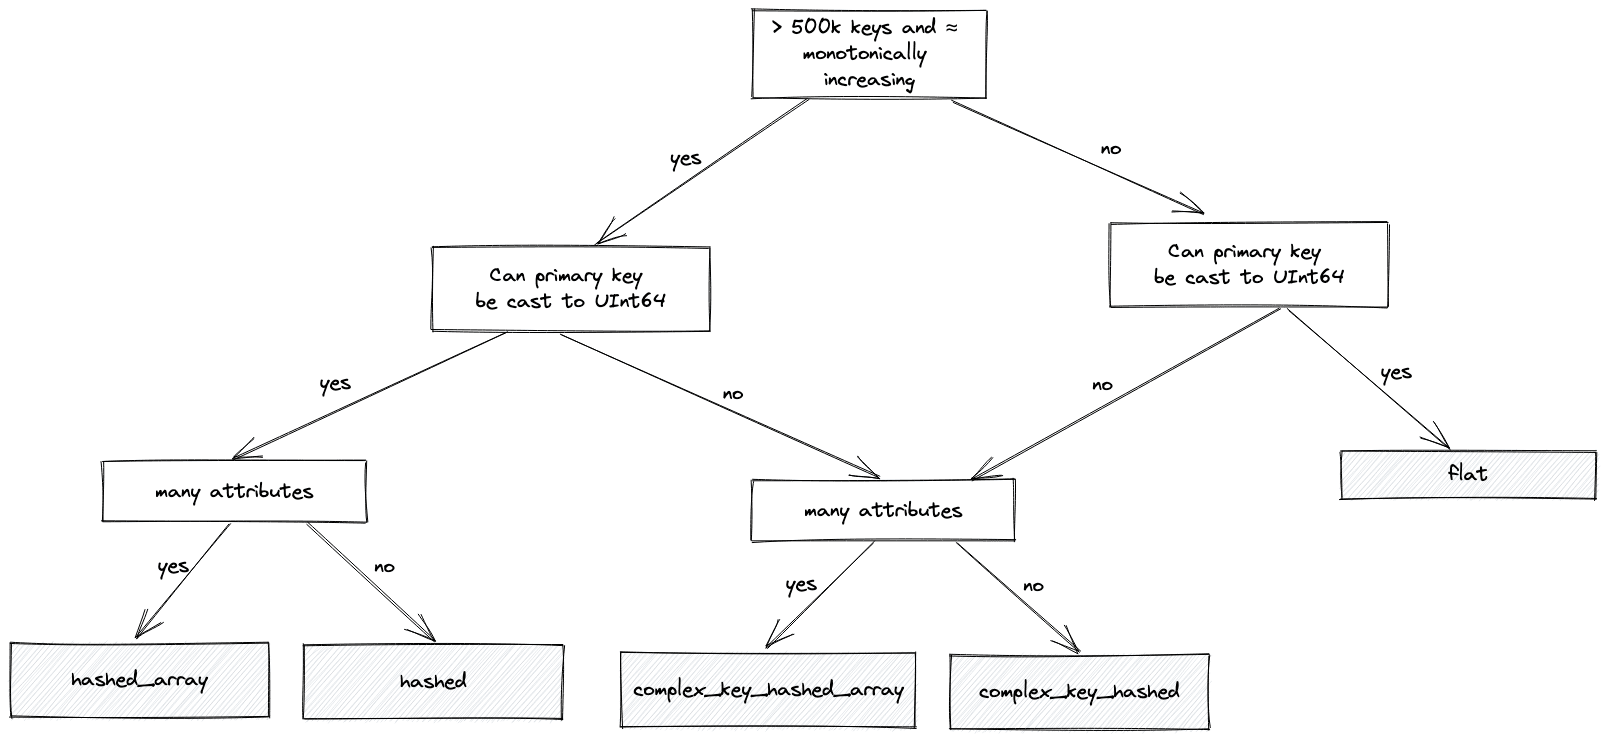 > 500k keys and ≈
monotonically
increasing
yes
no
Can primary key
be cast to UInt64
Can primary key
be cast to UInt64
yes
no
no
yes
many attributes
many attributes
flat
yes
no
yes
no
hashed_array
hashed
complex_key_hashed_array
complex_key_hashed